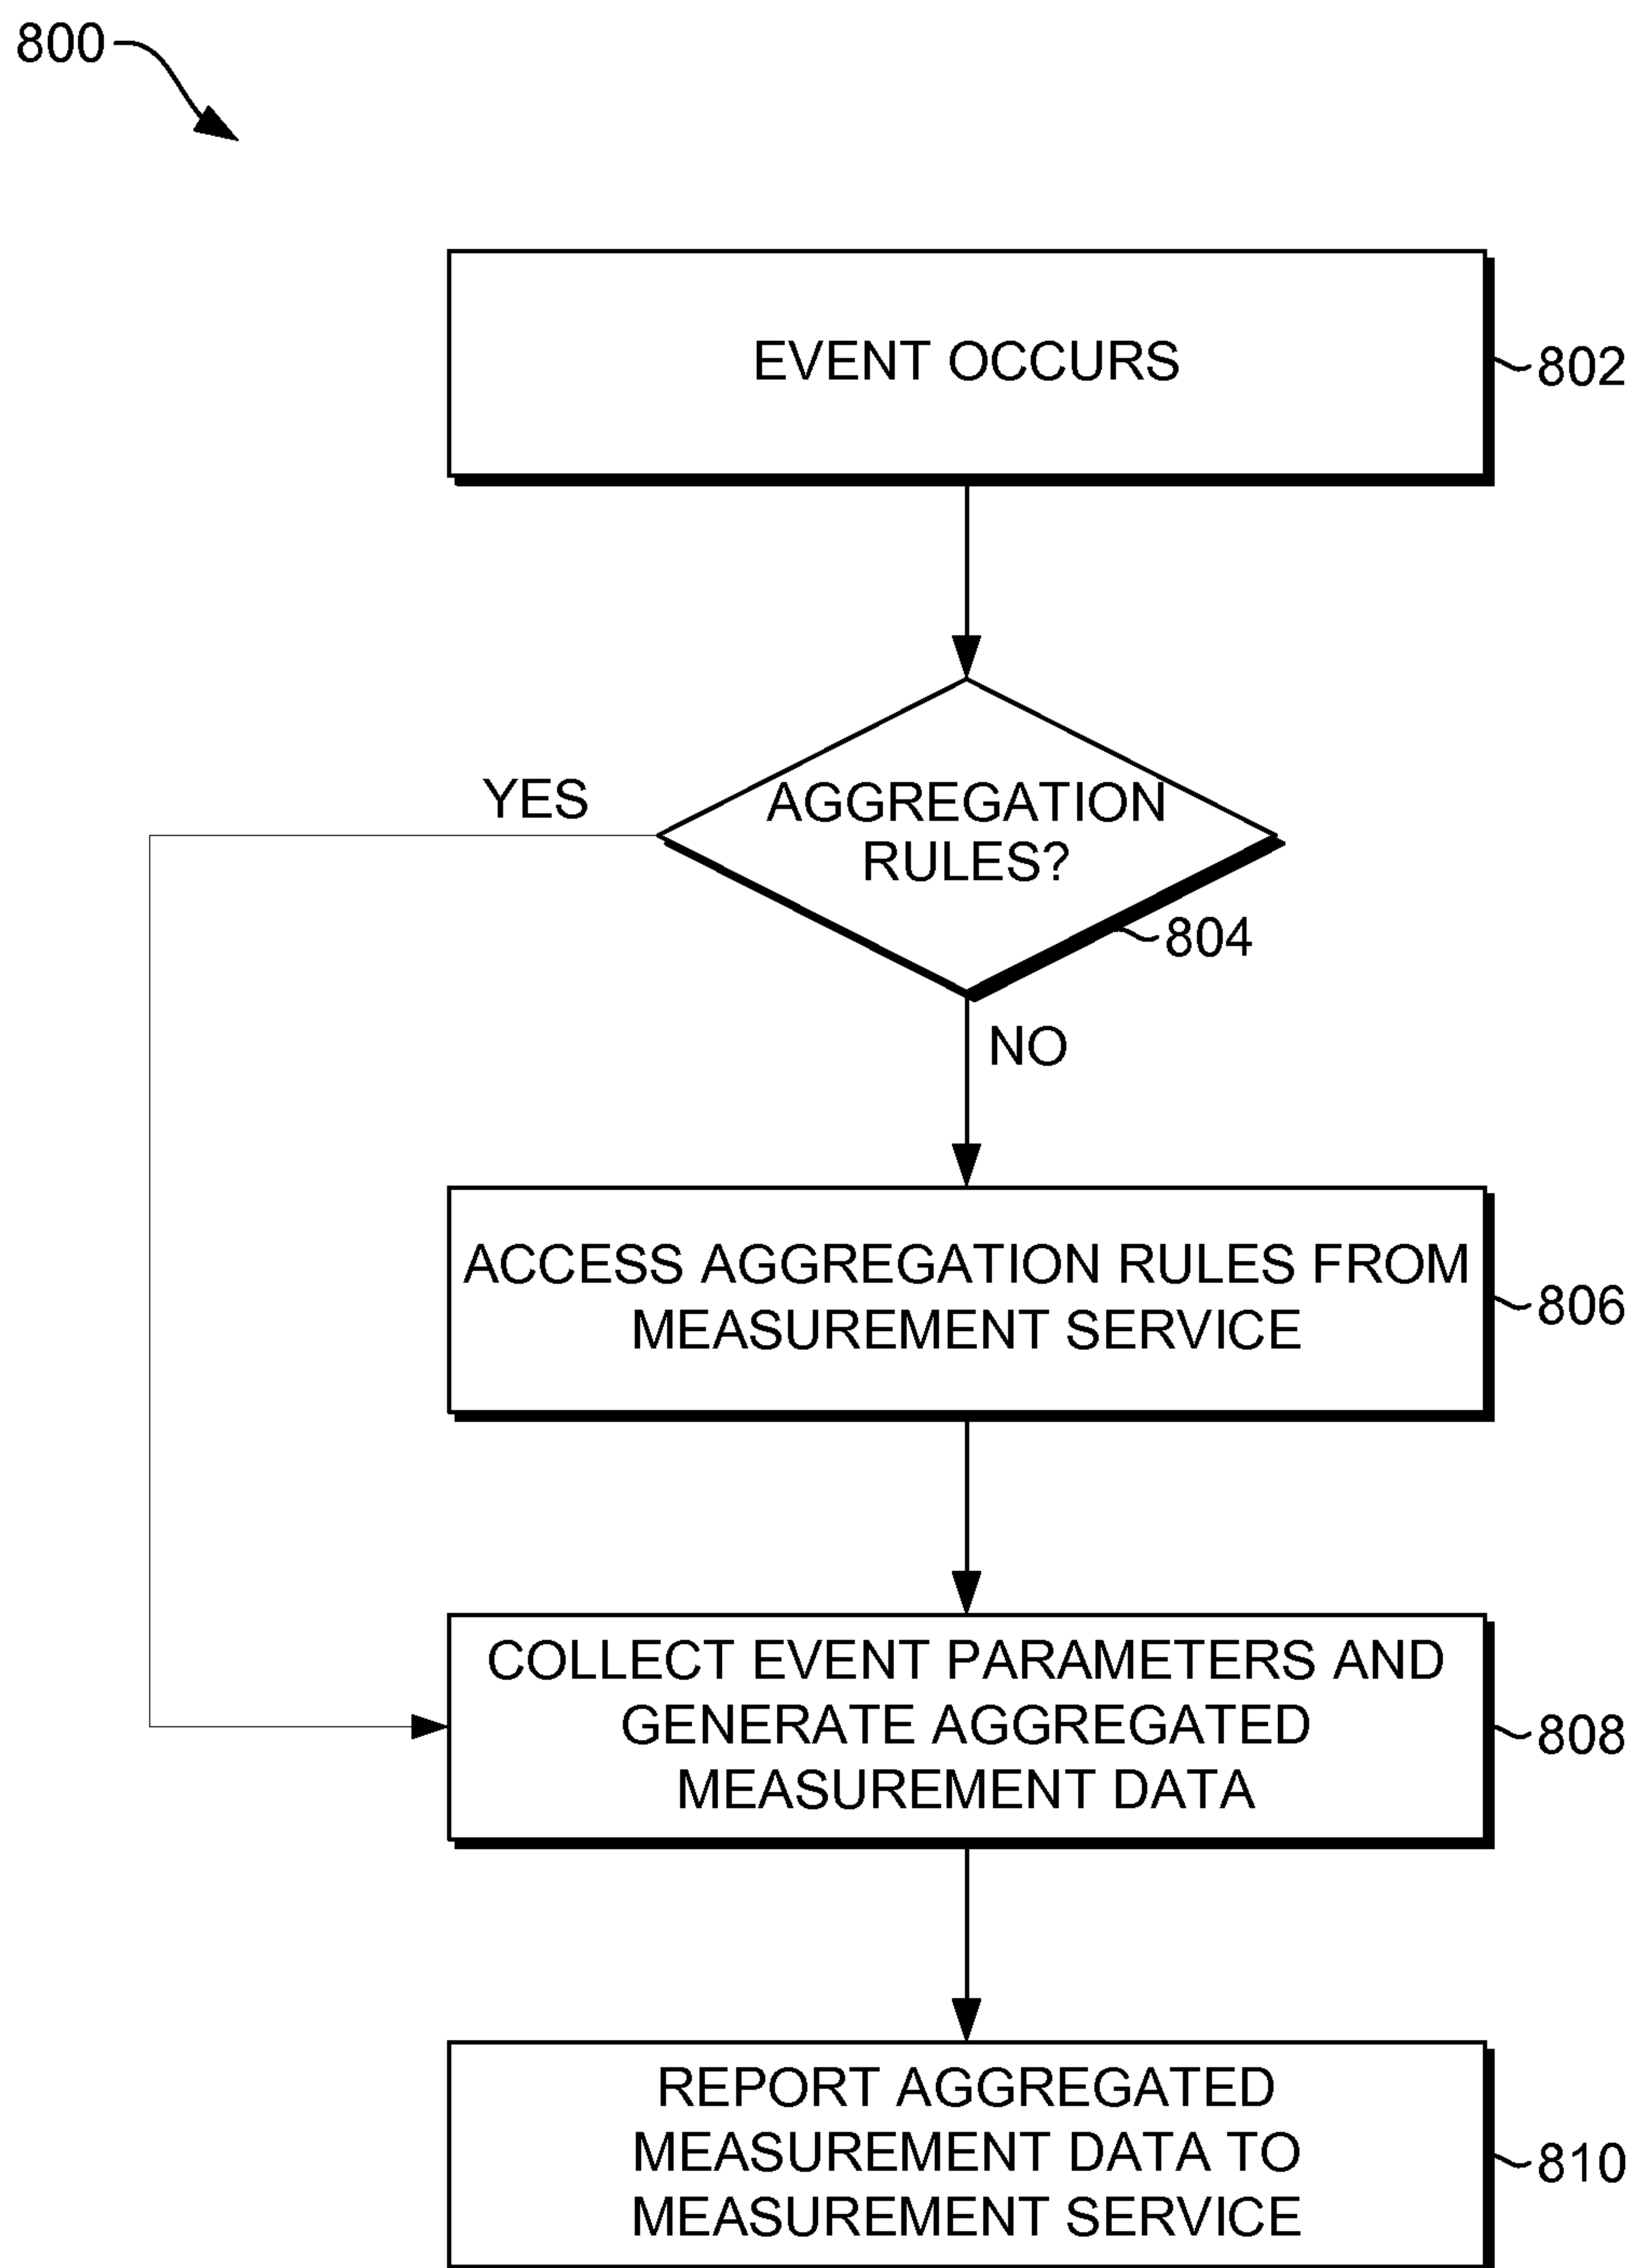 800
EVENT OCCURS
802
YES
AGGREGATION
RULES?
804
NO
ACCESS AGGREGATION RULES FROM
MEASUREMENT SERVICE
806
COLLECT EVENT PARAMETERS AND
GENERATE AGGREGATED
MEASUREMENT DATA
808
REPORT AGGREGATED
MEASUREMENT DATA TO
MEASUREMENT SERVICE
810